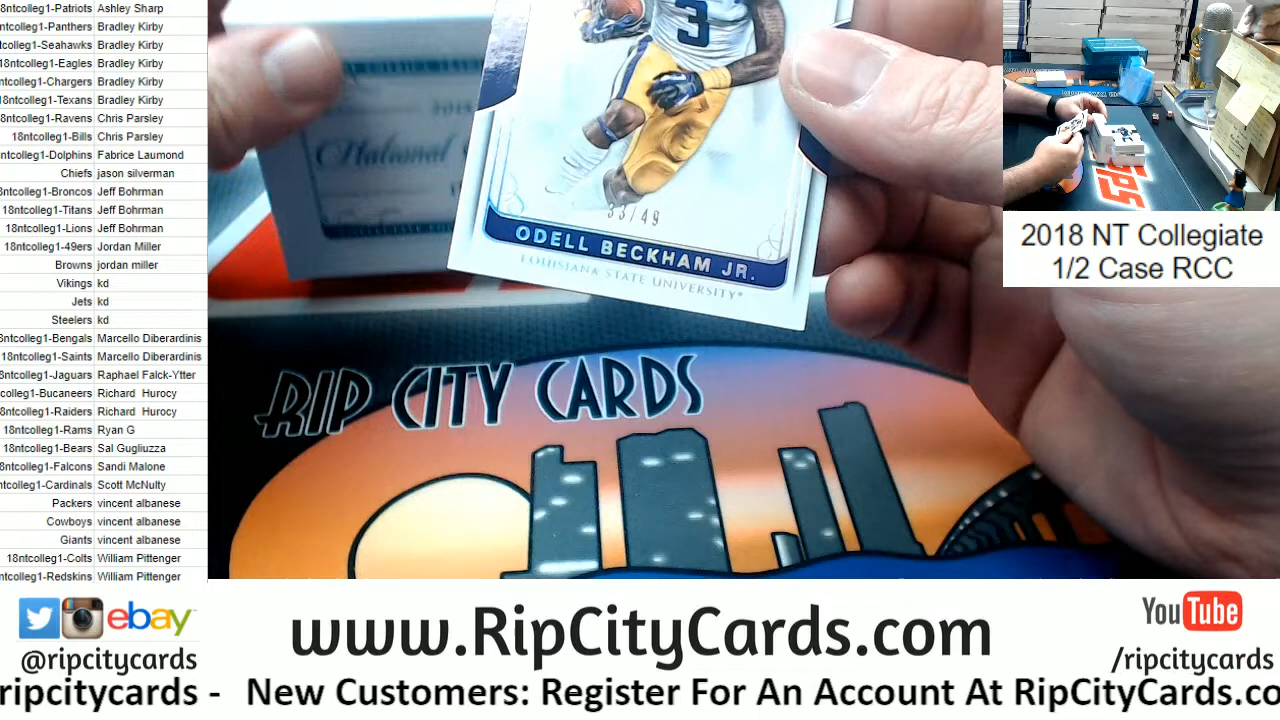 8ntcolleg1-Patriots Ashley Sharp
ntcolleg1-Panthers Bradley Kirby
tcolleg1-Seahawks Bradley Kirby
18ntcolleg1-Eagles Bradley Kirby
ntcolleg1-Chargers Bradley Kirby
18ntcolleg1-Texans Bradley Kirby
8ntcolleg1-Ravens Chris Parsley
18ntcolleg1-Bills Chris Parsley
ntcolleg1-Dolphins Fabrice Laumond
Chiefs jason silverman
ntcolleg1-Broncos Jeff Bohrman
18ntcolleg1-Titans Jeff Bohrman
18ntcolleg1-Lions Jeff Bohrman
18ntcolleg1-49ers Jordan Miller
Browns jordan miller
Vikings kd
Jets kd
Steelers kd
8ntcolleg1-Bengals Marcello Diberardinis
18ntcolleg1-Saints Marcello Diberardinis
8ntcolleg1-Jaguars Raphael Falck-Ytter
colleg1-Bucaneers Richard Hurocy
8ntcolleg1-Raiders Richard Hurocy
18ntcolleg1-Rams Ryan G
18ntcolleg1-Bears Sal Gugliuzza
8ntcolleg1-Falcons Sandi Malone
ntcolleg1-Cardinals Scott McNulty
Packers vincent albanese
Cowboys vincent albanese
Giants vincent albanese
18ntcolleg1-Colts William Pittenger
ntcolleg1-Redskins William Pittenger
3
National
33/49
ODELL BECKHAM JR.
LOUISIANA STATE UNIVERSITY
RIP CITY CARDS
2018 NT Collegiate
1/2 Case RCC
ebay
@ripcitycards
www.RipCityCards.com
YouTube
/ripcitycards
ripcitycards - New Customers: Register For An Account At RipCityCards.co